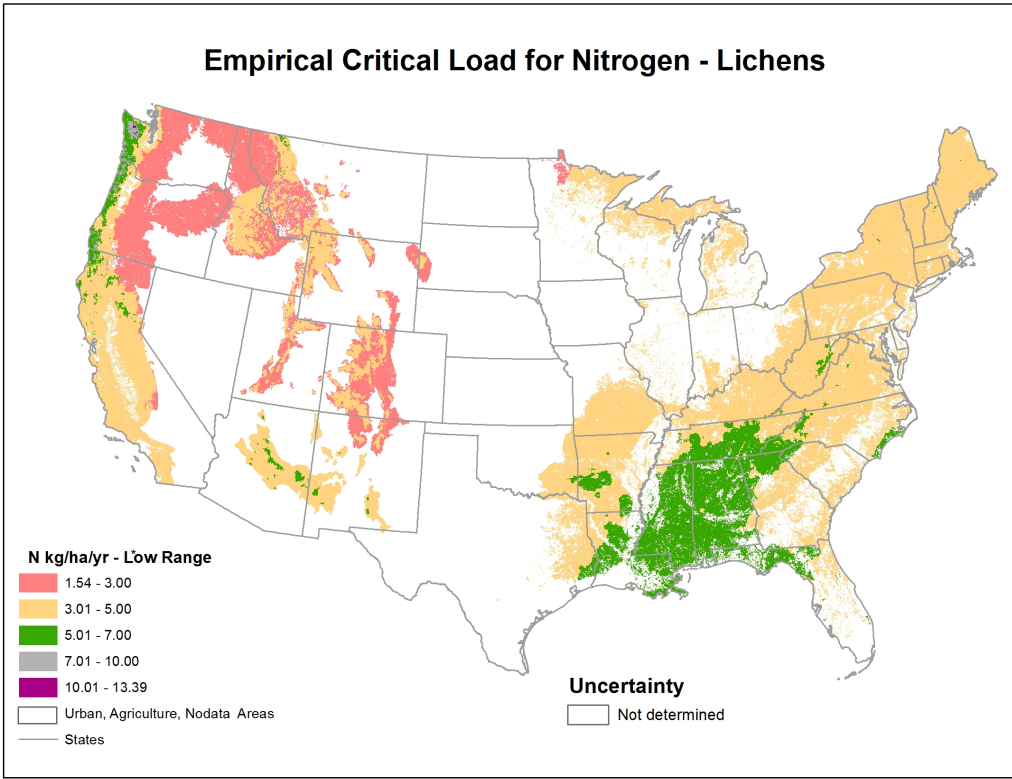 Empirical Critical Load for Nitrogen - Lichens
N kg/ha/yr - Low Range
1.54 - 3.00
3.01 - 5.00
5.01 - 7.00
7.01 - 10.00
10.01 - 13.39
Urban, Agriculture, Nodata Areas
States
Uncertainty
Not determined